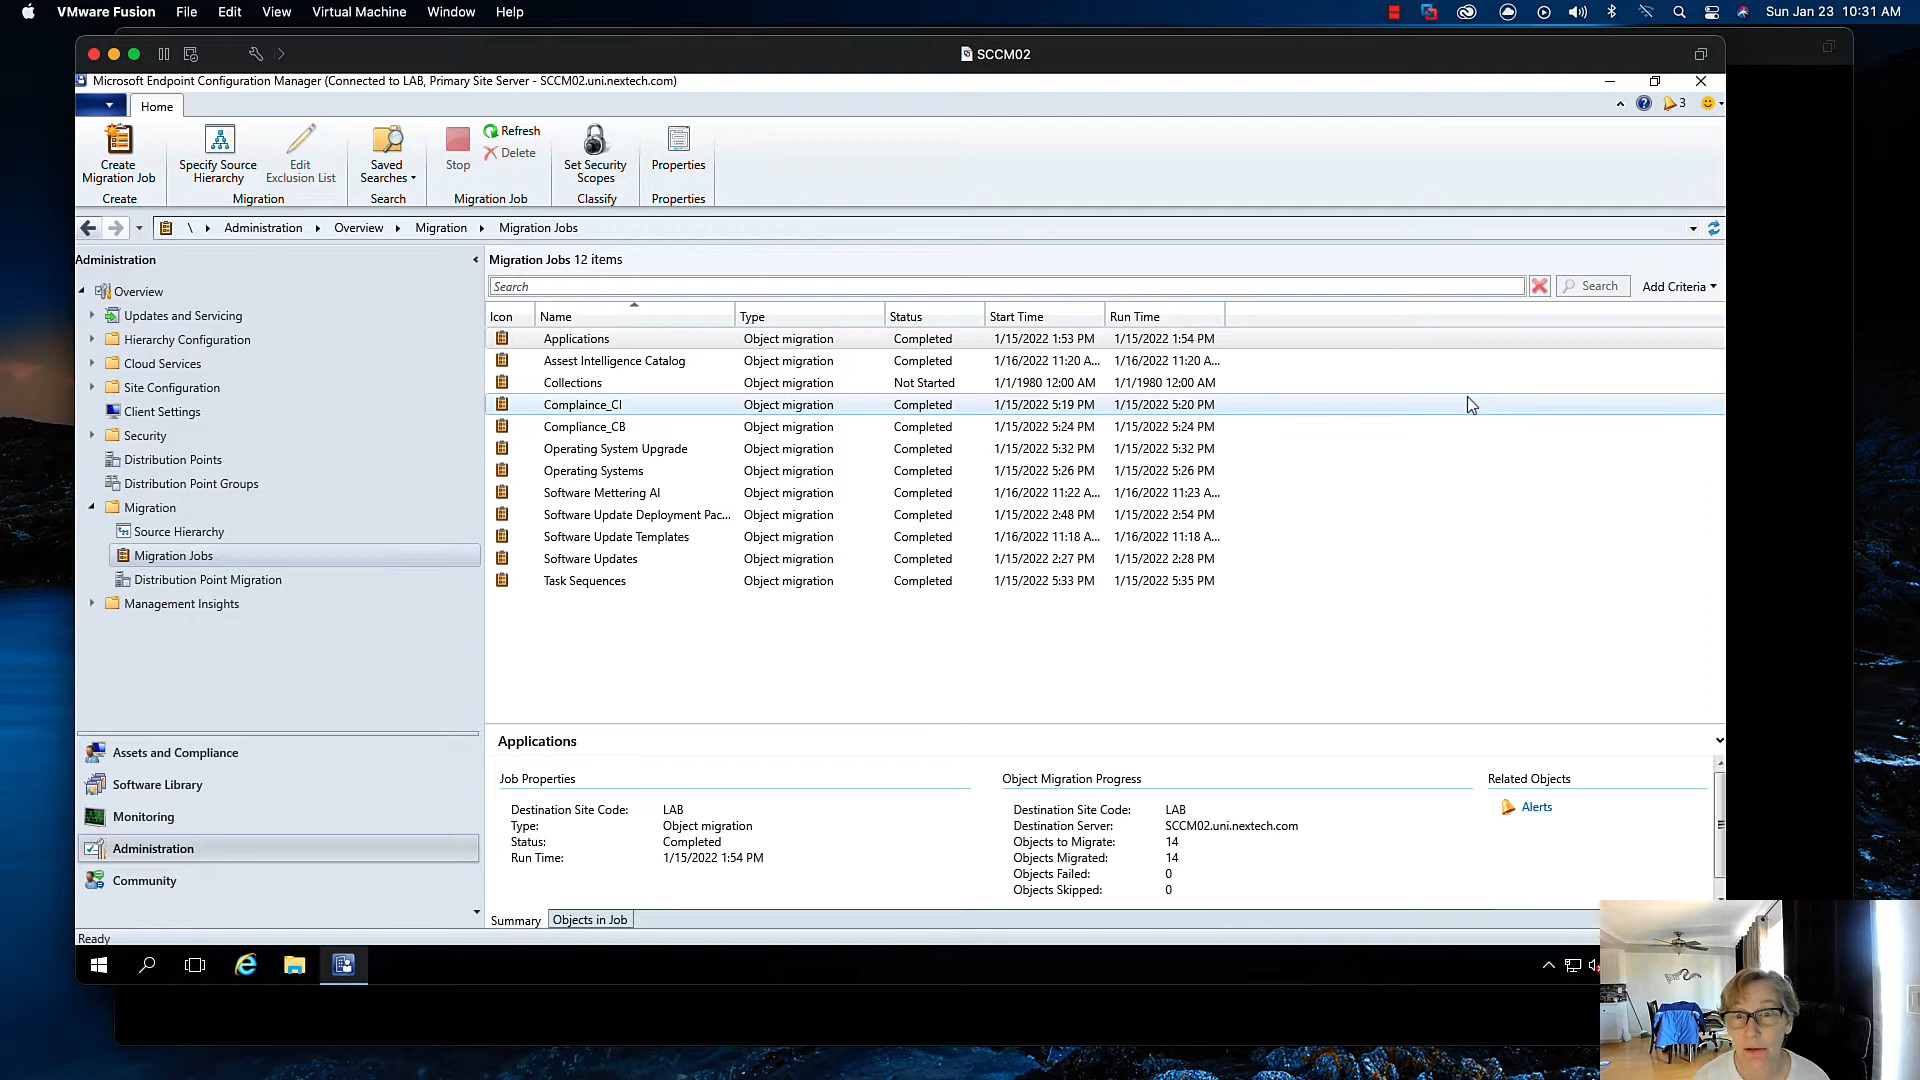 VMware Fusion File Edit View Virtual Machine Window Help Sun Jan 23 10:31 AM
SCCM02
Microsoft Endpoint Configuration Manager (Connected to LAB, Primary Site Server - SCCM02.uni.nextech.com)
Home 3
Create Migration Job
Specify Source Hierarchy
Edit Exclusion List
Saved Searches
Stop
Refresh
Delete
Set Security Scopes
Properties
Create Migration Search Migration Job Classify Properties
\ Administration Overview Migration Migration Jobs
Administration
Overview
Updates and Servicing
Hierarchy Configuration
Cloud Services
Site Configuration
Client Settings
Security
Distribution Points
Distribution Point Groups
Migration
Source Hierarchy
Migration Jobs
Distribution Point Migration
Management Insights
Assets and Compliance
Software Library
Monitoring
Administration
Community
Migration Jobs 12 items
Search Search Add Criteria
Icon Name Type Status Start Time Run Time
Applications Object migration Completed 1/15/2022 1:53 PM 1/15/2022 1:54 PM
Assest Intelligence Catalog Object migration Completed 1/16/2022 11:20 A... 1/16/2022 11:20 A...
Collections Object migration Not Started 1/1/1980 12:00 AM 1/1/1980 12:00 AM
Complaince_CI Object migration Completed 1/15/2022 5:19 PM 1/15/2022 5:20 PM
Compliance_CB Object migration Completed 1/15/2022 5:24 PM 1/15/2022 5:24 PM
Operating System Upgrade Object migration Completed 1/15/2022 5:32 PM 1/15/2022 5:32 PM
Operating Systems Object migration Completed 1/15/2022 5:26 PM 1/15/2022 5:26 PM
Software Mettering AI Object migration Completed 1/16/2022 11:22 A... 1/16/2022 11:23 A...
Software Update Deployment Pac... Object migration Completed 1/15/2022 2:48 PM 1/15/2022 2:54 PM
Software Update Templates Object migration Completed 1/16/2022 11:18 A... 1/16/2022 11:18 A...
Software Updates Object migration Completed 1/15/2022 2:27 PM 1/15/2022 2:28 PM
Task Sequences Object migration Completed 1/15/2022 5:33 PM 1/15/2022 5:35 PM
Applications
Job Properties
Destination Site Code: LAB
Type: Object migration
Status: Completed
Run Time: 1/15/2022 1:54 PM
Object Migration Progress
Destination Site Code: LAB
Destination Server: SCCM02.uni.nextech.com
Objects to Migrate: 14
Objects Migrated: 14
Objects Failed: 0
Objects Skipped: 0
Related Objects
Alerts
Summary Objects in Job
Ready